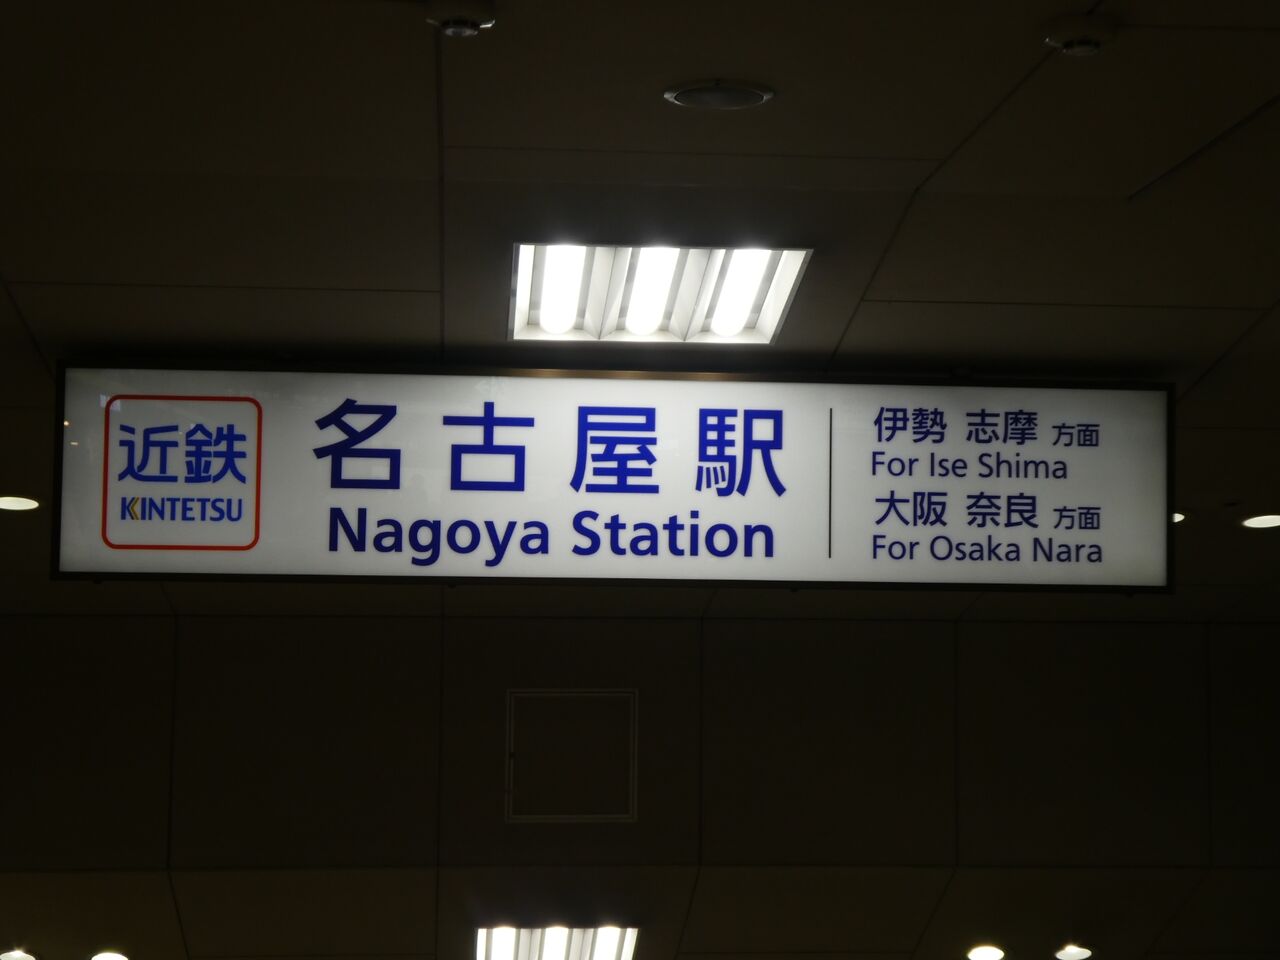 近鉄
KINTETSU
名古屋駅
Nagoya Station
伊勢 志摩 方面
For Ise Shima
大阪 奈良 方面
For Osaka Nara